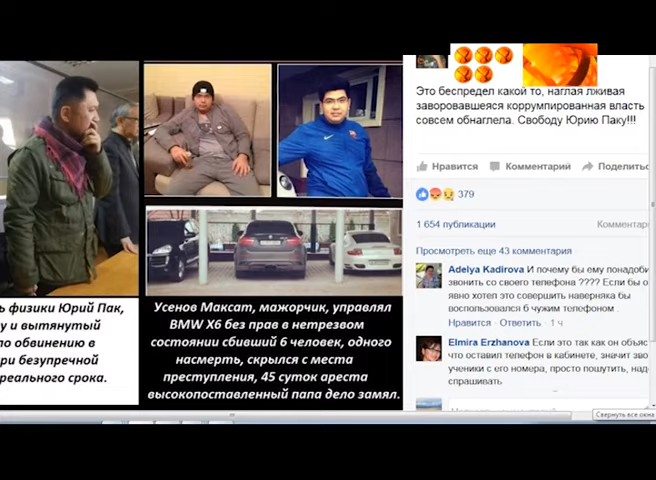 ь физики Юрий Пак,
у и вытянутый
по обвинению в
ри безупречной
реального срока.
Усенов Максат, мажорчик, управлял
BMW X6 без прав в нетрезвом
состоянии сбивший 6 человек, одного
насмерть, скрылся с места
преступления, 45 суток ареста
высокопоставленный папа дело замял.
Это беспредел какой то, наглая лживая
заворовавшеяся коррумпированная власть
совсем обнаглела. Свободу Юрию Паку!!!
Нравится Комментарий Поделитьс
379
1 654 публикации Комментар
Просмотреть еще 43 комментария
Adelya Kadirova И почему бы ему понадоби
звонить со своего телефона ???? Если бы о
явно хотел это совершить наверняка бы
воспользовался б чужим телефоном .
Нравится · Ответить · 1 ч
Elmira Erzhanova Если это так как он объяс
что оставил телефон в кабинете, значит зво
ученики с его номера, просто пошутить, над
спрашивать
Свернуть все окна